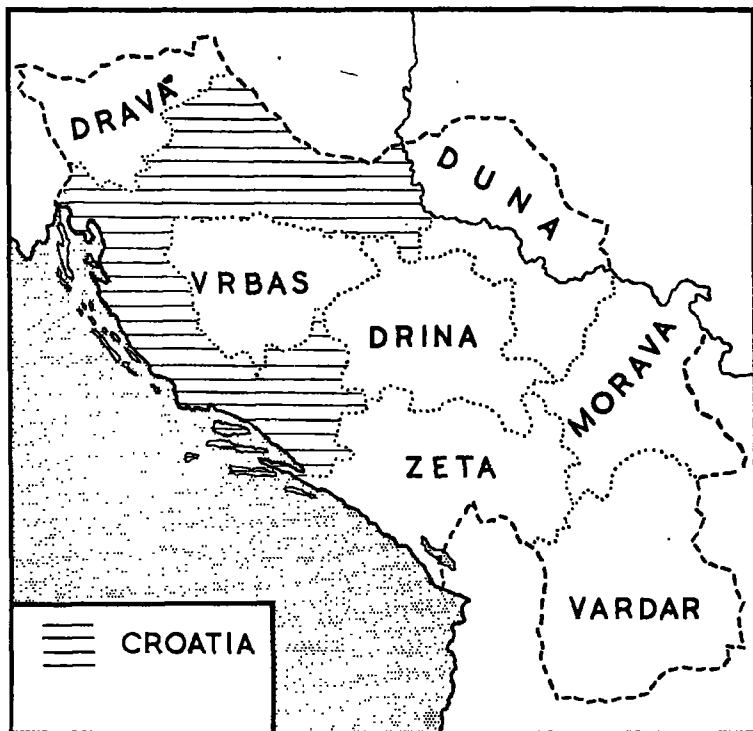 DRAVA
DUNA
VRBAS
DRINA
MORAVA
ZETA
VARDAR
CROATIA